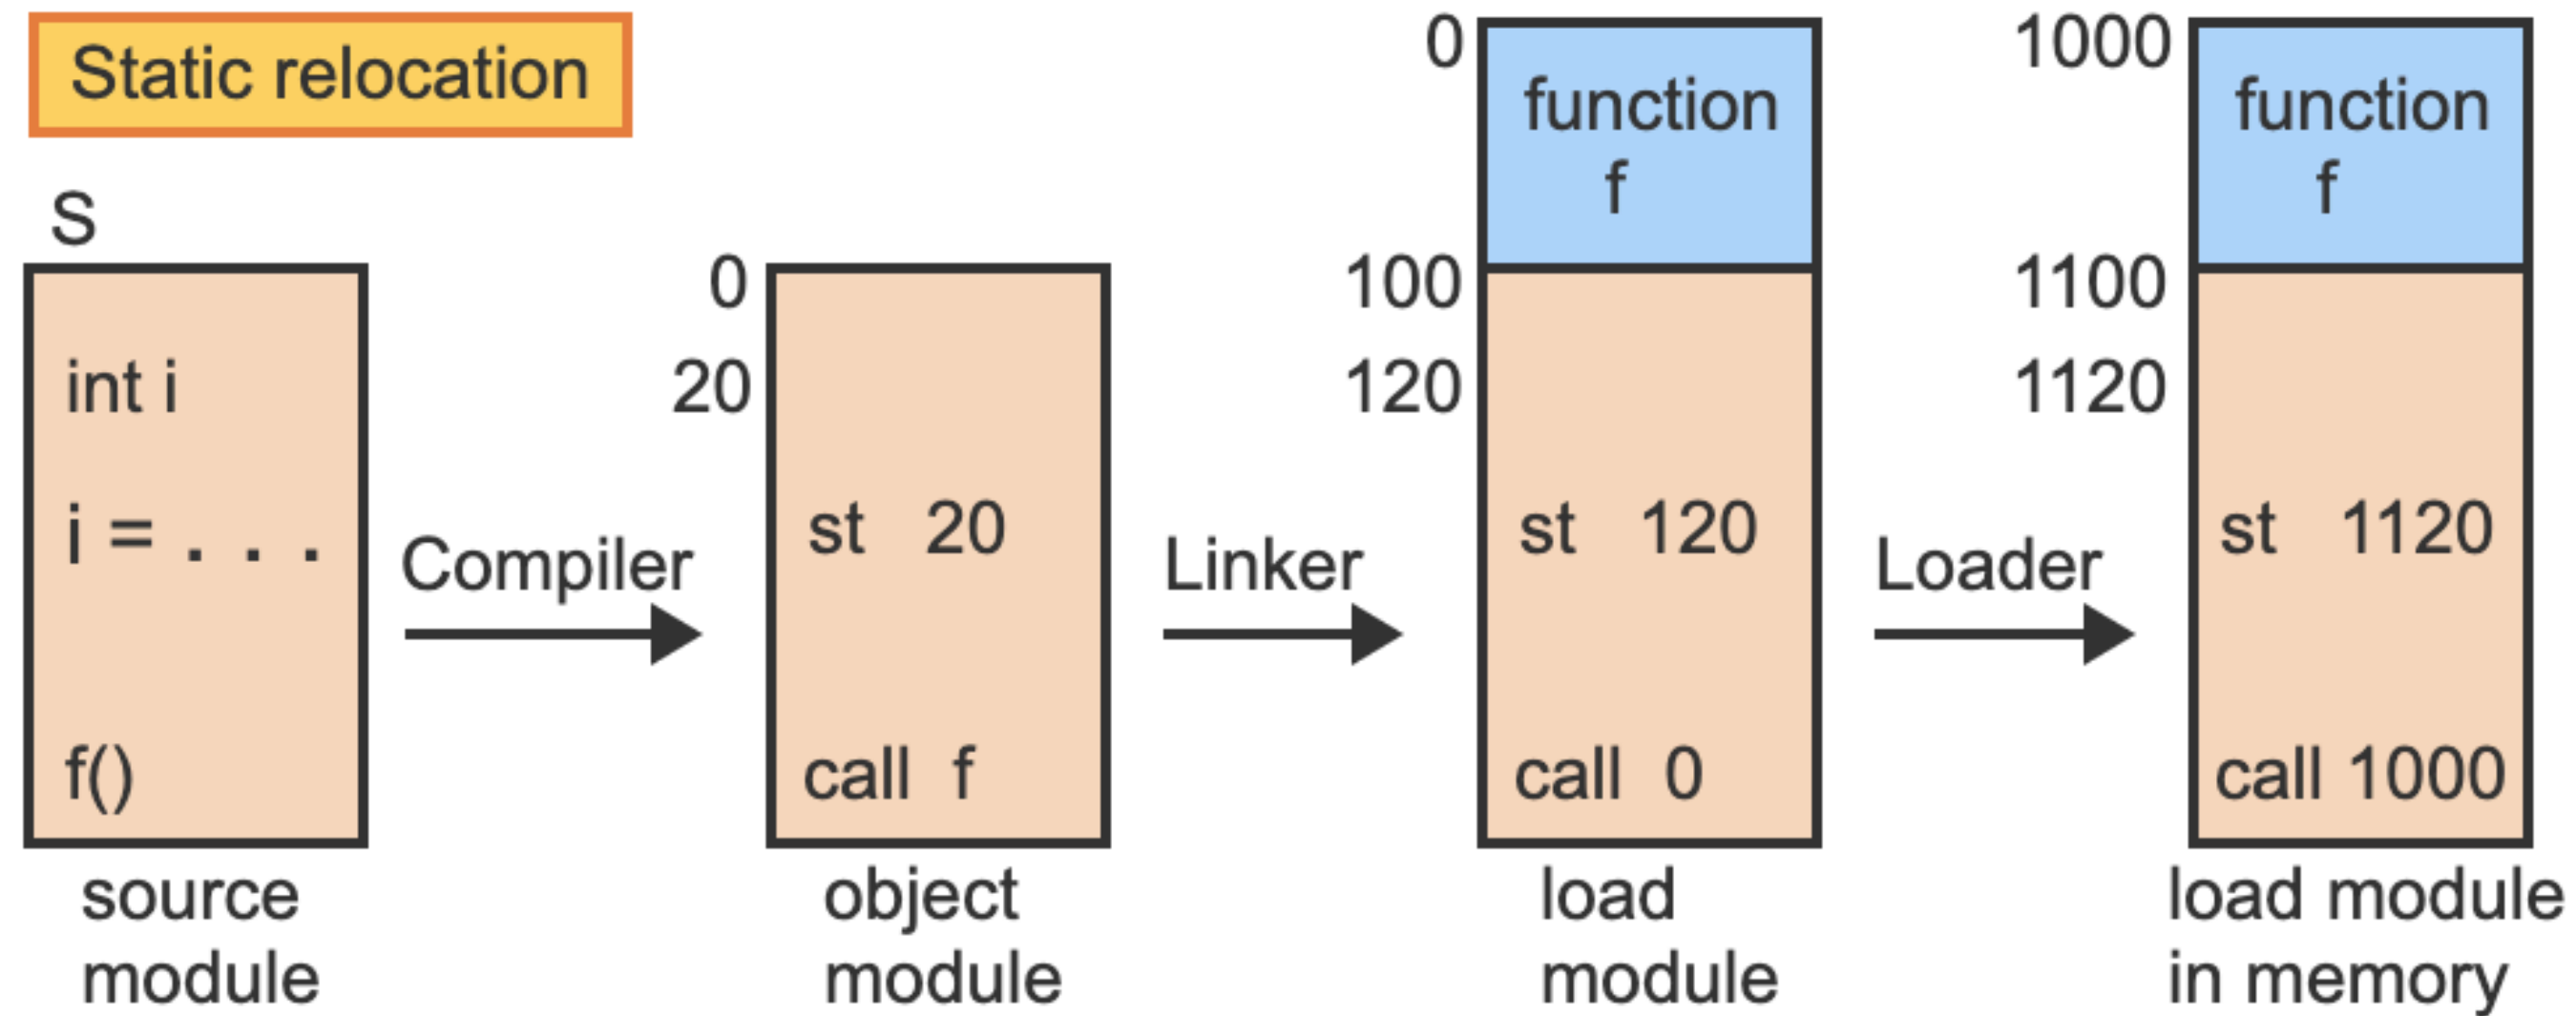 Static relocation
S
int i
i = . . .
f()
source
module
Compiler
0
20
st 20
call f
object
module
Linker
0
function
f
100
120
st 120
call 0
load
module
Loader
1000
function
f
1100
1120
st 1120
call 1000
load module
in memory